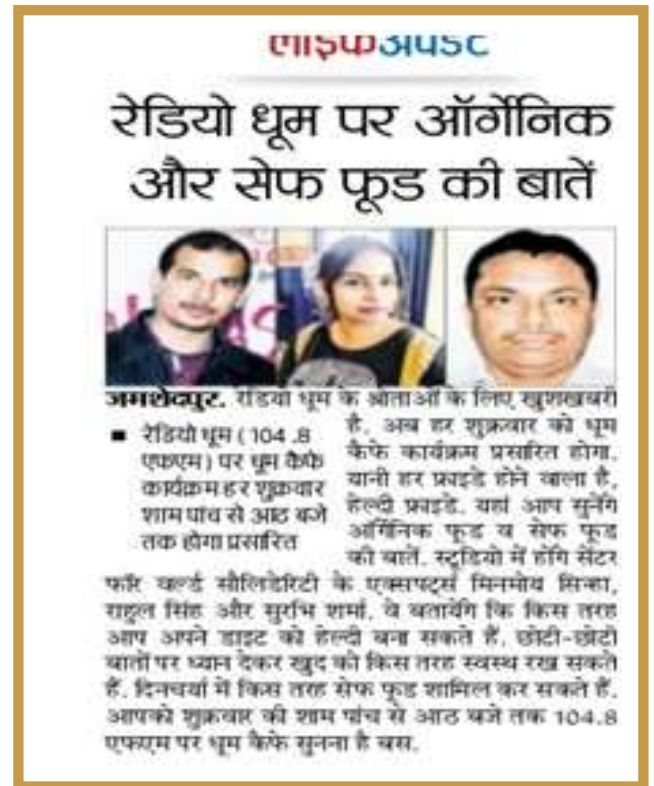 लाइफअपडेट
रेडियो धूम पर ऑर्गेनिक
और सेफ फूड की बातें
जमशेदपुर. रेडियो धूम के श्रोताओं के लिए खुशखबरी
है. अब हर शुक्रवार को धूम
कैफे कार्यक्रम प्रसारित होगा.
यानी हर फ्राइडे होने वाला है,
हेल्दी फ्राइडे. यहां आप सुनेंगे
ऑर्गेनिक फूड व सेफ फूड
की बातें. स्टूडियो में होंगे सेंटर
■ रेडियो धूम (104 .8
एफएम) पर धूम कैफे
कार्यक्रम हर शुक्रवार
शाम पांच से आठ बजे
तक होगा प्रसारित
फॉर वर्ल्ड सौलिडेरिटी के एक्सपर्ट्स मिनमोय सिन्हा,
राहुल सिंह और सुरभि शर्मा. वे बतायेंगे कि किस तरह
आप अपने डाइट को हेल्दी बना सकते हैं. छोटी-छोटी
बातों पर ध्यान देकर खुद को किस तरह स्वस्थ रख सकते
हैं. दिनचर्या में किस तरह सेफ फूड शामिल कर सकते हैं.
आपको शुक्रवार की शाम पांच से आठ बजे तक 104.8
एफएम पर धूम कैफे सुनना है बस.